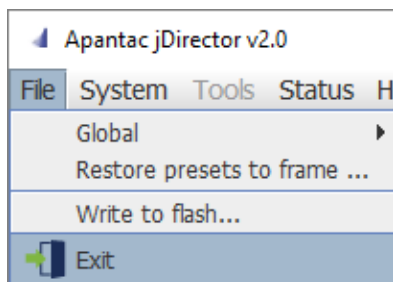 Apantac jDirector v2.0
File System Tools Status H
Global
Restore presets to frame ...
Write to flash...
Exit